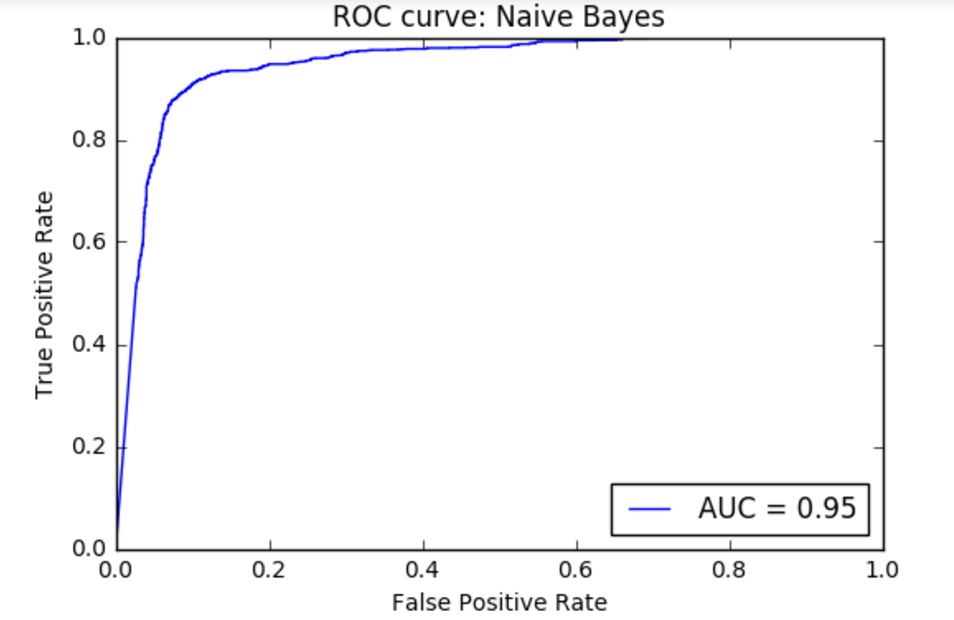 ROC curve: Naive Bayes
1.0
0.8
0.6
0.4
0.2
0.0
True Positive Rate
AUC = 0.95
0.0 0.2 0.4 0.6 0.8 1.0
False Positive Rate